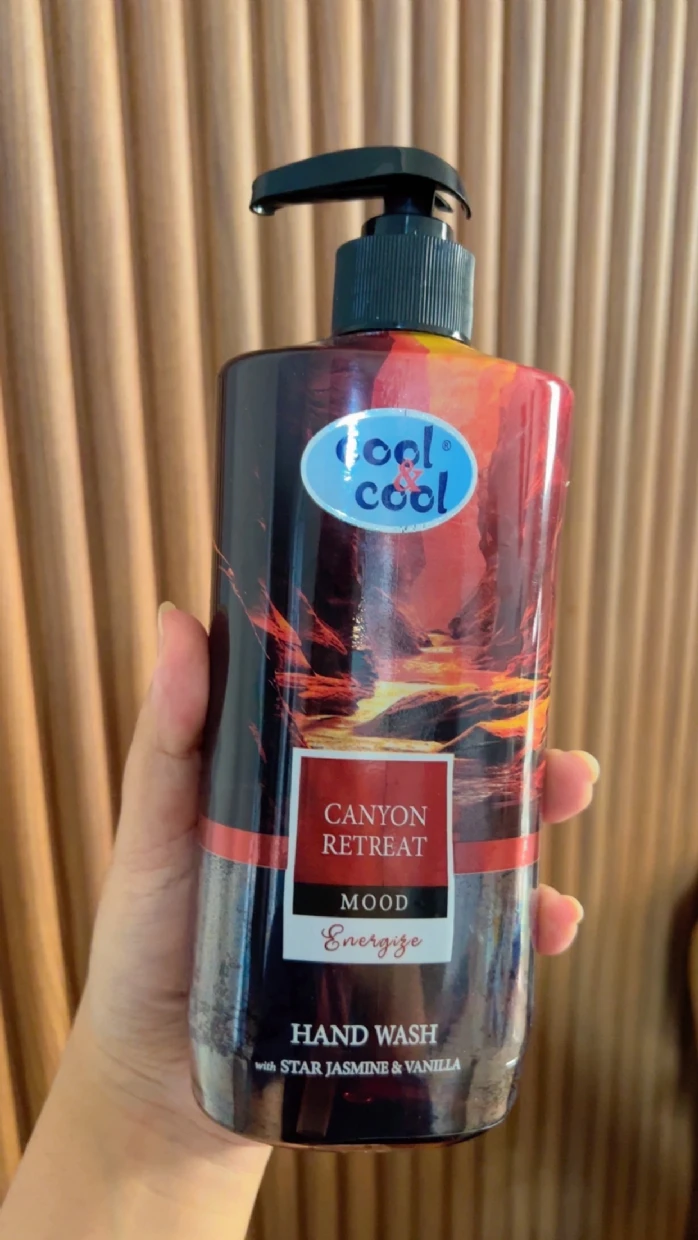 cool®
&
cool
CANYON
RETREAT
MOOD
Energize
HAND WASH
with STAR JASMINE & VANILLA